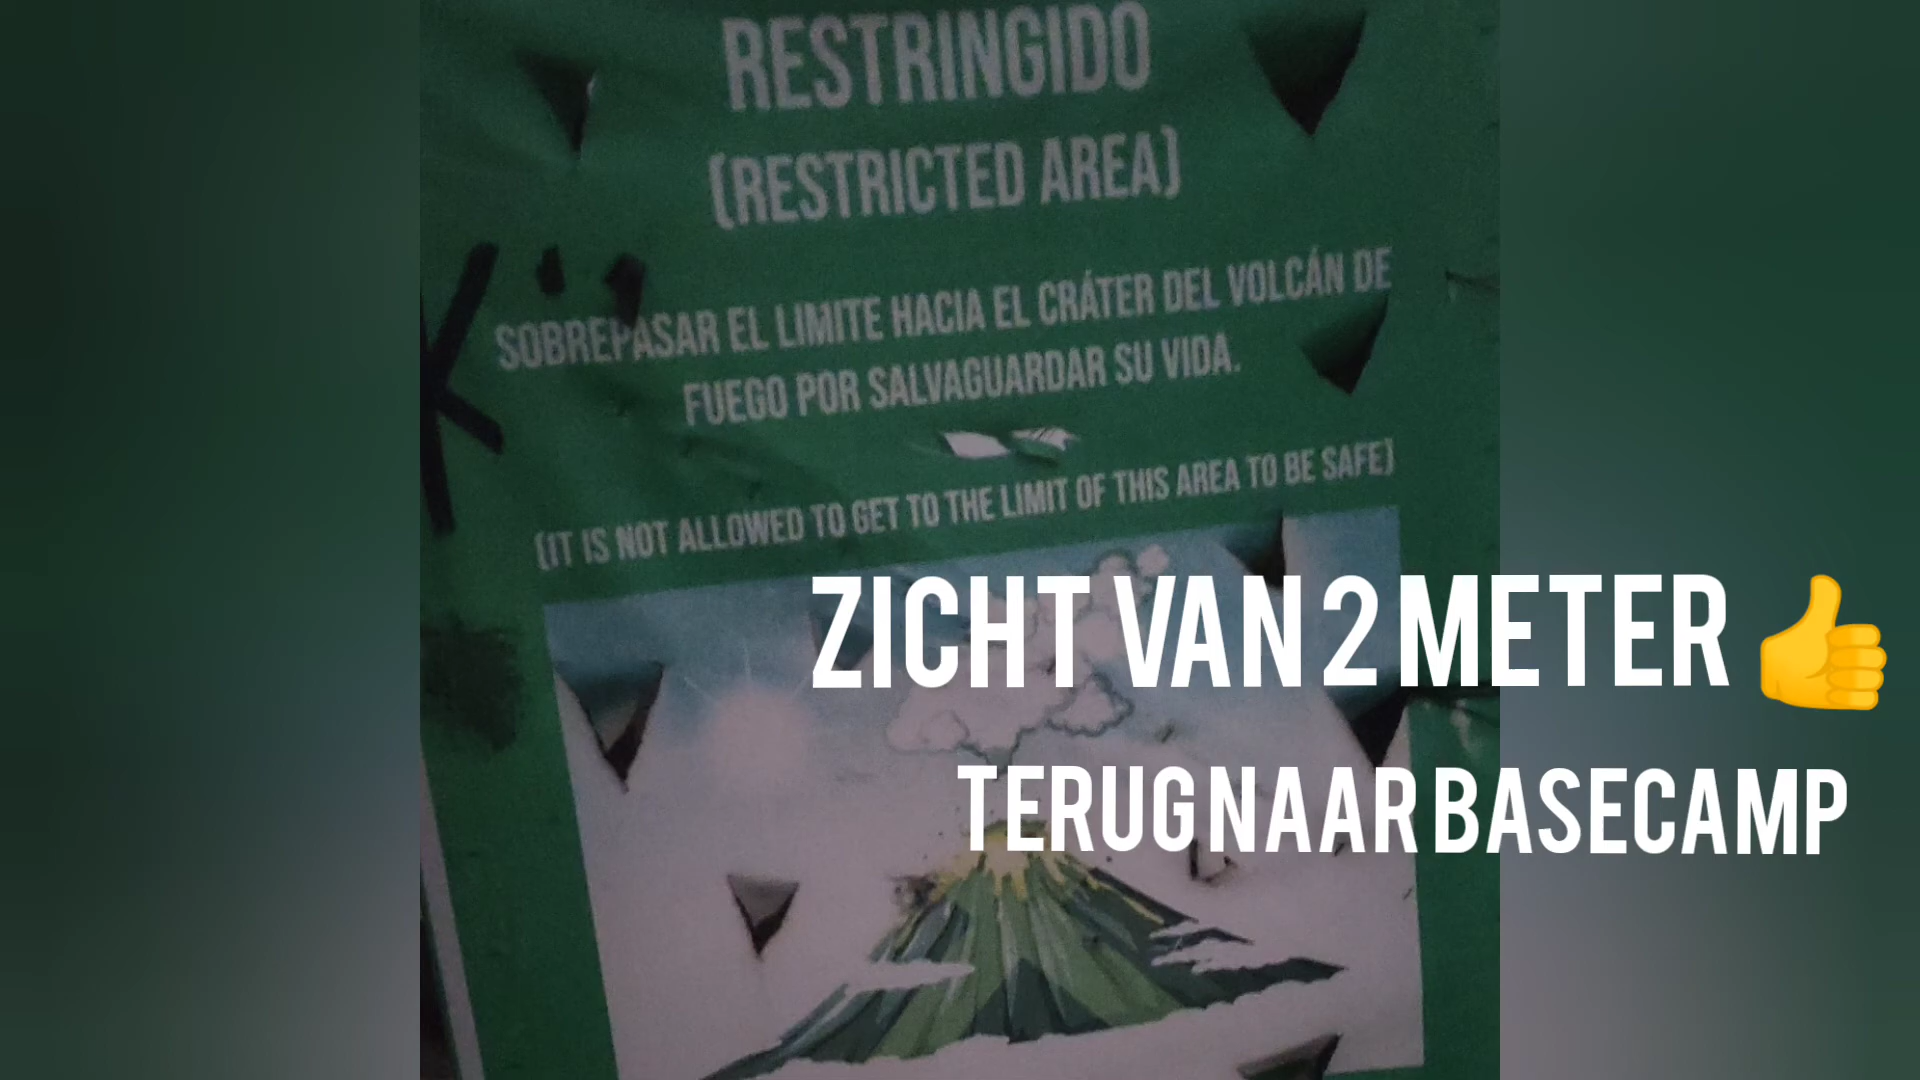 RESTRINGIDO
(RESTRICTED AREA)
SOBREPASAR EL LIMITE HACIA EL CRÁTER DEL VOLCÁN DE
FUEGO POR SALVAGUARDAR SU VIDA.
(IT IS NOT ALLOWED TO GET TO THE LIMIT OF THIS AREA TO BE SAFE)
ZICHT VAN 2 METER 👍
TERUG NAAR BASECAMP